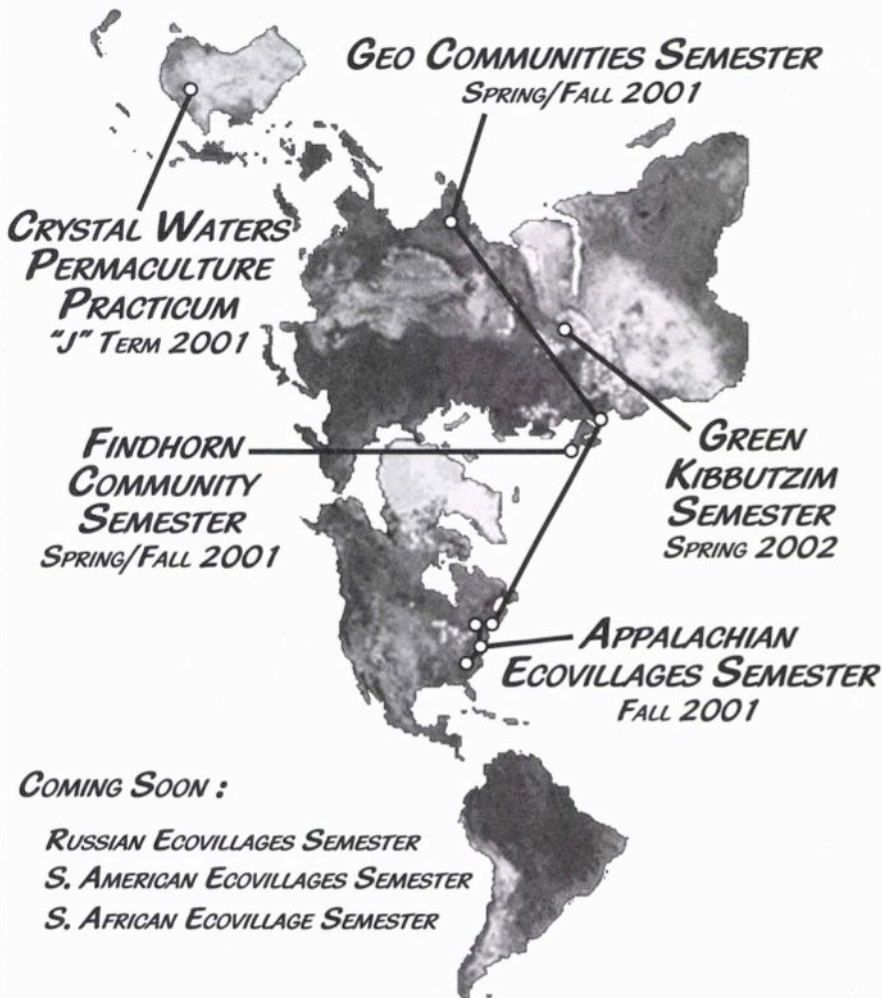 Geo Communities Semester
Spring/Fall 2001
Crystal Waters
Permaculture
Practicum
"J" Term 2001
Findhorn
Community
Semester
Spring/Fall 2001
Green
Kibbutzim
Semester
Spring 2002
Appalachian
Ecovillages Semester
Fall 2001
Coming Soon :
Russian Ecovillages Semester
S. American Ecovillages Semester
S. African Ecovillage Semester